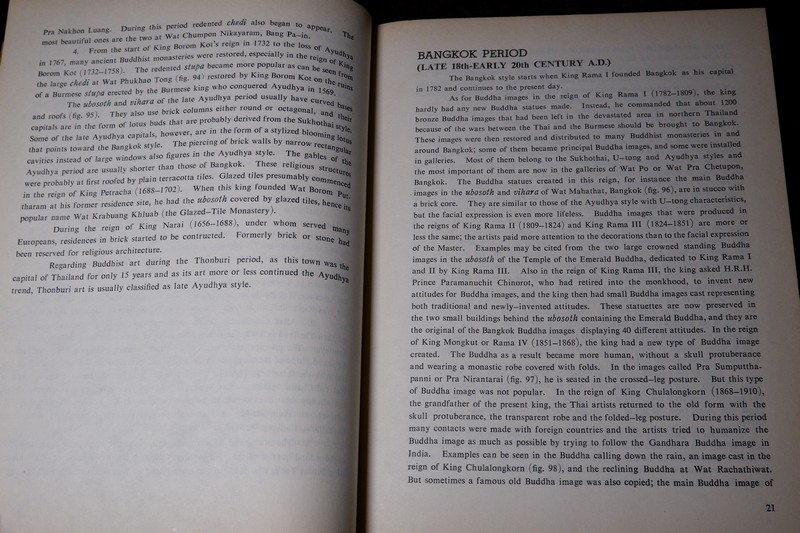 Pra Nakhon Luang. During this period redented chedi also began to appear. The
most beautiful ones are the two at Wat Chumpon Nikayaram, Bang Pa-in.
4. From the start of King Borom Kot's reign in 1732 to the loss of Ayudhya
in 1767, many ancient Buddhist monasteries were restored, especially in the reign of King
Borom Kot (1732-1758). The redented stupa became more popular as can be seen from
the large chedi at Wat Phukhao Tong (fig. 94) restored by King Borom Kot on the ruins
of a Burmese stupa erected by the Burmese king who conquered Ayudhya in 1569.
The ubosoth and vihara of the late Ayudhya period usually have curved bases
and roofs (fig. 95). They also use brick columns either round or octagonal, and their
capitals are in the form of lotus buds that are probably derived from the Sukhothai style.
Some of the late Ayudhya capitals, however, are in the form of a stylized blooming lotus
that points toward the Bangkok style. The piercing of brick walls by narrow rectangular
cavities instead of large windows also figures in the Ayudhya style. The gables of the
Ayudhya period are usually shorter than those of Bangkok. These religious structures
were probably at first roofed by plain terracotta tiles. Glazed tiles presumably commenced
in the reign of King Petracha (1688-1702). When this king founded Wat Borom Put-
tharam at his former residence site, he had the ubosoth covered by glazed tiles, hence its
popular name Wat Krabuang Khluab (the Glazed-Tile Monastery).
During the reign of King Narai (1656-1688), under whom served many
Europeans, residences in brick started to be contructed. Formerly brick or stone had
been reserved for religious architecture.
Regarding Buddhist art during the Thonburi period, as this town was the
capital of Thailand for only 15 years and as its art more or less continued the Ayudhya
trend, Thonburi art is usually classified as late Ayudhya style.
BANGKOK PERIOD
(LATE 18th-EARLY 20th CENTURY A.D.)
The Bangkok style starts when King Rama I founded Bangkok as his capital
in 1782 and continues to the present day.
As for Buddha images in the reign of King Rama I (1782-1809), the king
hardly had any new Buddha statues made. Instead, he commanded that about 1200
bronze Buddha images that had been left in the devastated area in northern Thailand
because of the wars between the Thai and the Burmese should be brought to Bangkok.
These images were then restored and distributed to many Buddhist monasteries in and
around Bangkok; some of them became principal Buddha images, and some were installed
in galleries. Most of them belong to the Sukhothai, U-tong and Ayudhya styles and
the most important of them are now in the galleries of Wat Po or Wat Pra Chetupon,
Bangkok. The Buddha statues created in this reign, for instance the main Buddha
images in the ubosoth and vihara of Wat Mahathat, Bangkok (fig. 96), are in stucco with
a brick core. They are similar to those of the Ayudhya style with U-tong characteristics,
but the facial expression is even more lifeless. Buddha images that were produced in
the reigns of King Rama II (1809-1824) and King Rama III (1824-1851) are more or
less the same; the artists paid more attention to the decorations than to the facial expression
of the Master. Examples may be cited from the two large crowned standing Buddha
images in the ubosoth of the Temple of the Emerald Buddha, dedicated to King Rama I
and II by King Rama III. Also in the reign of King Rama III, the king asked H.R.H.
Prince Paramanuchit Chinorot, who had retired into the monkhood, to invent new
attitudes for Buddha images, and the king then had small Buddha images cast representing
both traditional and newly-invented attitudes. These statuettes are now preserved in
the two small buildings behind the ubosoth containing the Emerald Buddha, and they are
the original of the Bangkok Buddha images displaying 40 different attitudes. In the reign
of King Mongkut or Rama IV (1851-1868), the king had a new type of Buddha image
created. The Buddha as a result became more human, without a skull protuberance
and wearing a monastic robe covered with folds. In the images called Pra Sumputtha-
panni or Pra Nirantarai (fig. 97), he is seated in the crossed-leg posture. But this type
of Buddha image was not popular. In the reign of King Chulalongkorn (1868-1910),
the grandfather of the present king, the Thai artists returned to the old form with the
skull protuberance, the transparent robe and the folded-leg posture. During this period
many contacts were made with foreign countries and the artists tried to humanize the
Buddha image as much as possible by trying to follow the Gandhara Buddha image in
India. Examples can be seen in the Buddha calling down the rain, an image cast in the
reign of King Chulalongkorn (fig. 98), and the reclining Buddha at Wat Rachathiwat.
But sometimes a famous old Buddha image was also copied; the main Buddha image of
21